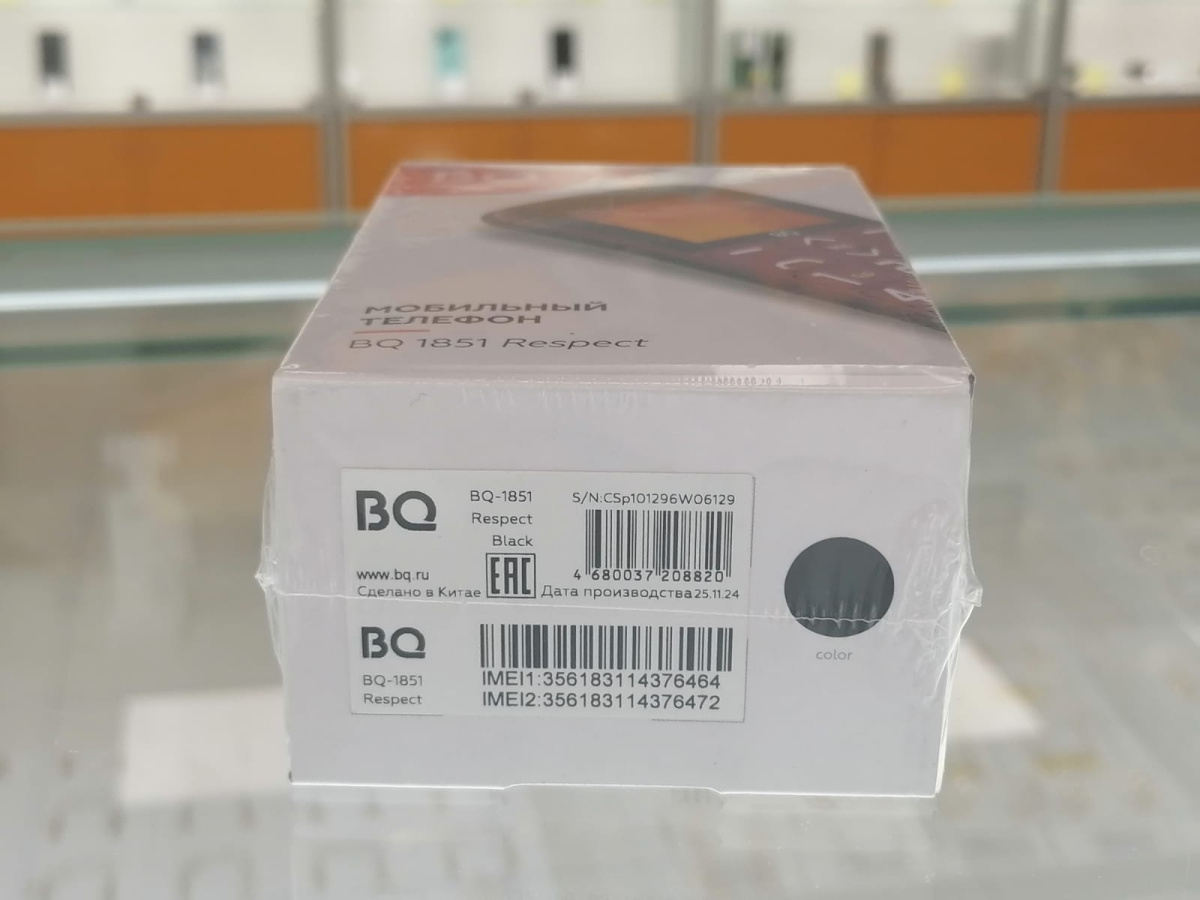 МОБИЛЬНЫЙ
ТЕЛЕФОН
BQ 1851 Respect
BQ
BQ-1851
Respect
Black
S/N:CSp101296W06129
4 680037 208820
www.bq.ru
Сделано в Китае
EAC
Дата производства 25.11.24
BQ
BQ-1851
Respect
IMEI1:356183114376464
IMEI2:356183114376472
color